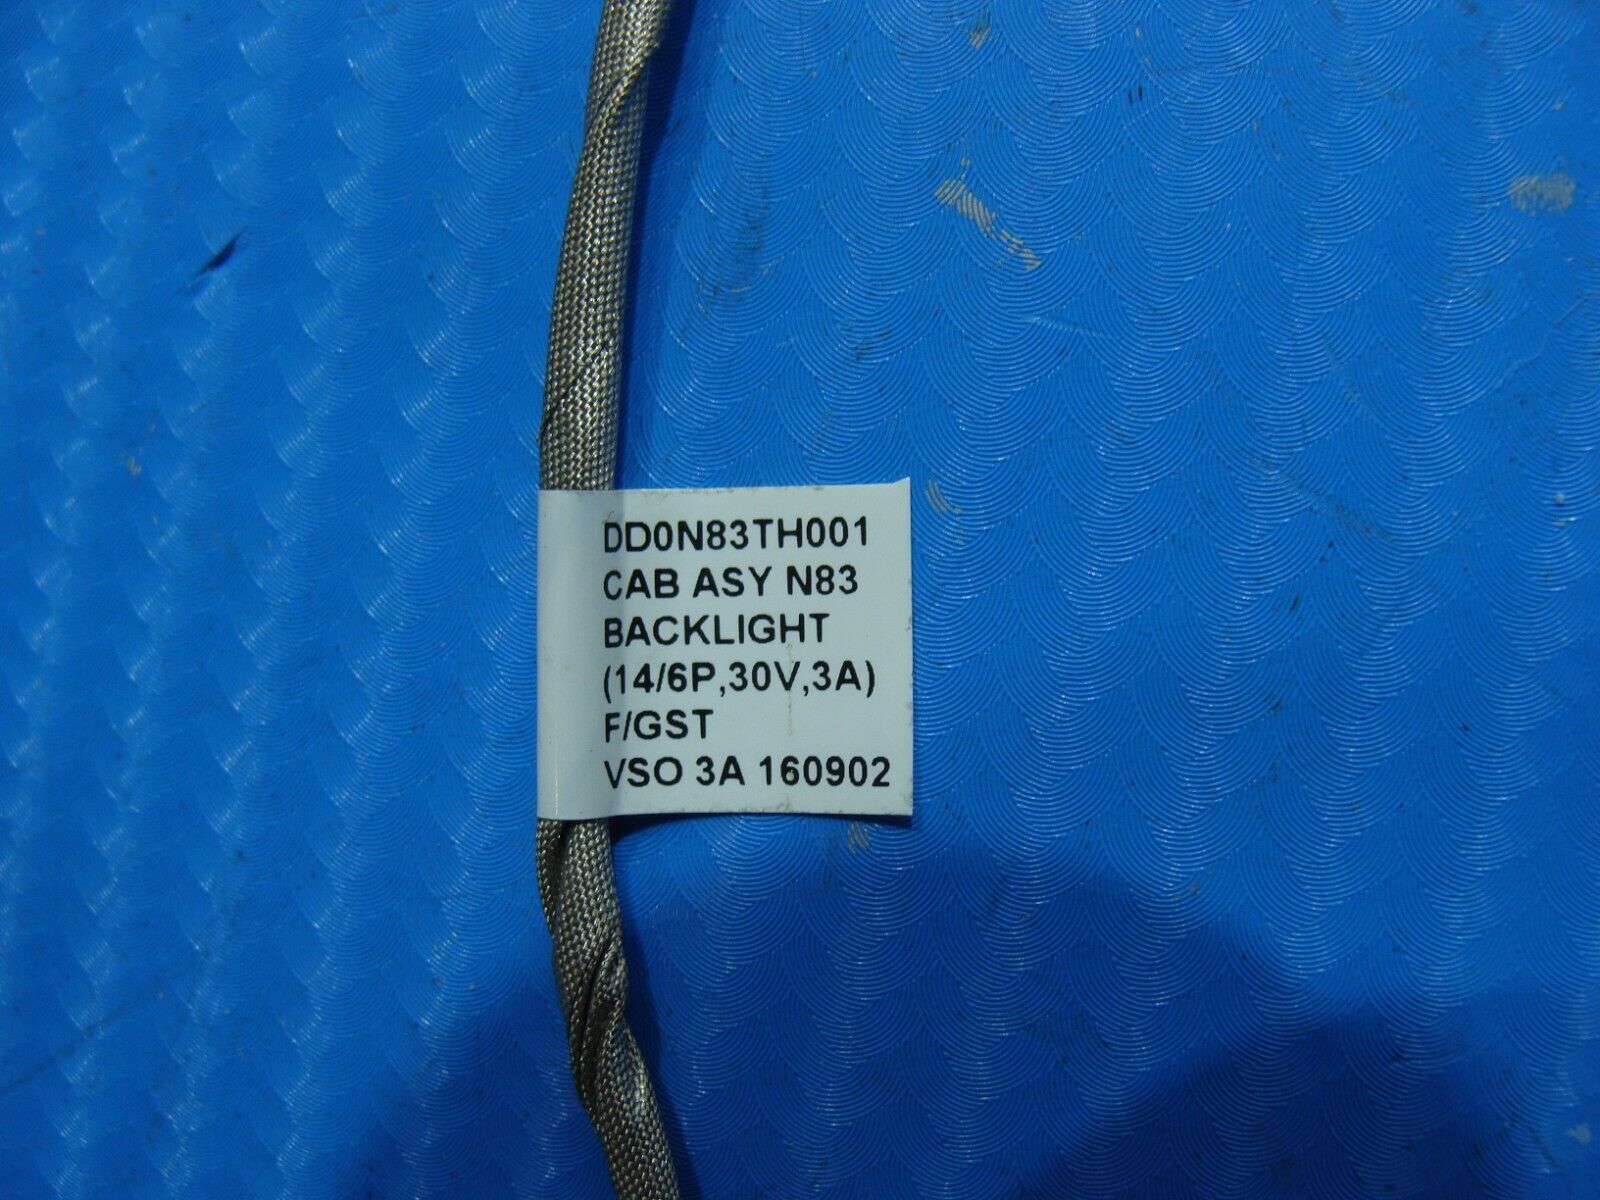 DD0N83TH001
CAB ASY N83
BACKLIGHT
(14/6P,30V,3A)
F/GST
VSO 3A 160902